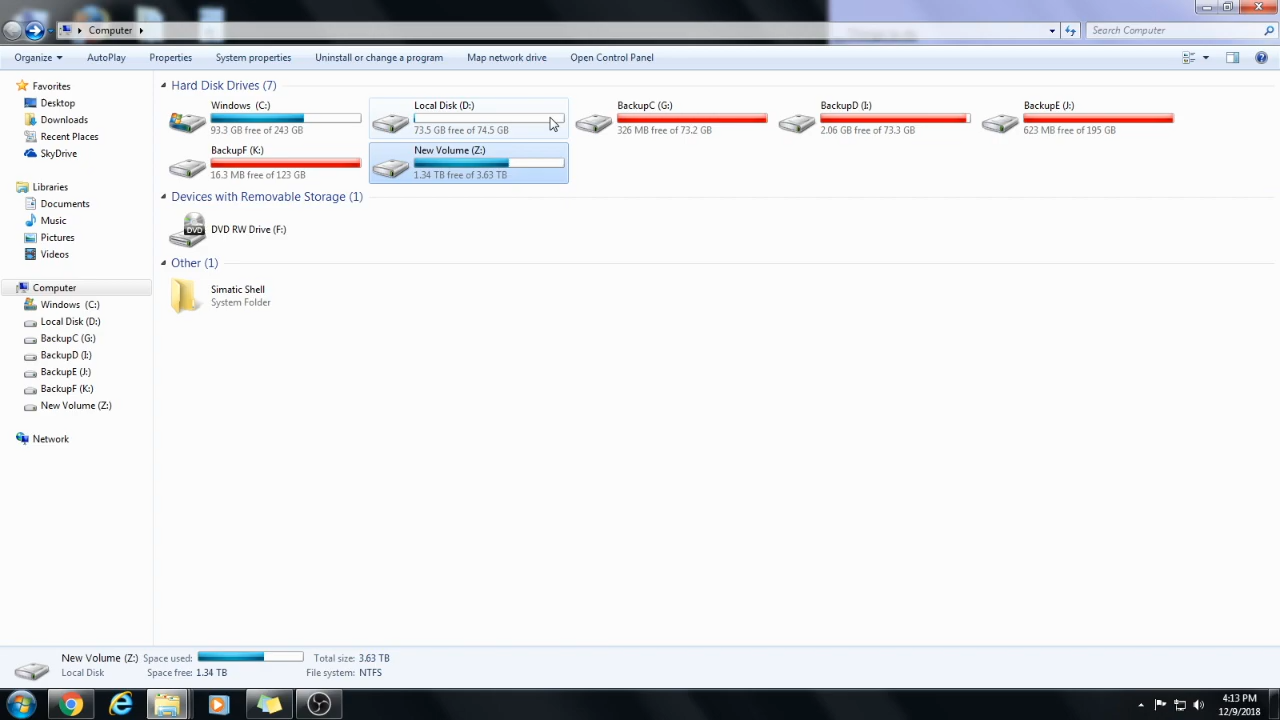 Computer
Search Computer
Organize AutoPlay Properties System properties Uninstall or change a program Map network drive Open Control Panel
Favorites
Desktop
Downloads
Recent Places
SkyDrive
Libraries
Documents
Music
Pictures
Videos
Computer
Windows (C:)
Local Disk (D:)
BackupC (G:)
BackupD (I:)
BackupE (J:)
BackupF (K:)
New Volume (Z:)
Network
Hard Disk Drives (7)
Windows (C:)
93.3 GB free of 243 GB
Local Disk (D:)
73.5 GB free of 74.5 GB
BackupC (G:)
326 MB free of 73.2 GB
BackupD (I:)
2.06 GB free of 73.3 GB
BackupE (J:)
623 MB free of 195 GB
BackupF (K:)
16.3 MB free of 123 GB
New Volume (Z:)
1.34 TB free of 3.63 TB
Devices with Removable Storage (1)
DVD
DVD RW Drive (F:)
Other (1)
Simatic Shell
System Folder
New Volume (Z:) Space used: Total size: 3.63 TB
Local Disk Space free: 1.34 TB File system: NTFS
4:13 PM
12/9/2018